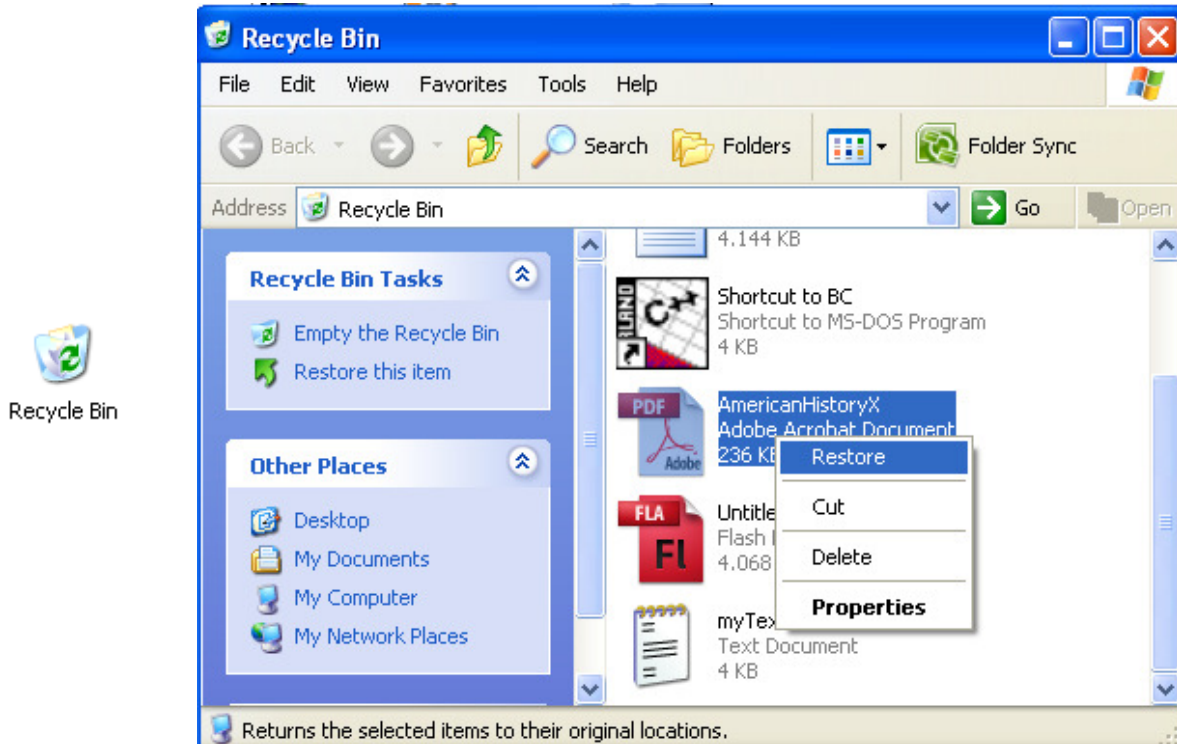 Recycle Bin
Recycle Bin
File Edit View Favorites Tools Help
Back Search Folders Folder Sync
Address Recycle Bin Go Open
Recycle Bin Tasks
Empty the Recycle Bin
Restore this item
Other Places
Desktop
My Documents
My Computer
My Network Places
4.144 KB
C++
Shortcut to BC
Shortcut to MS-DOS Program
4 KB
PDF
Adobe
AmericanHistoryX
Adobe Acrobat Document
236 KB
Restore
Cut
Delete
Properties
FLA
Fl
Flash
4.068
Text Document
4 KB
Returns the selected items to their original locations.